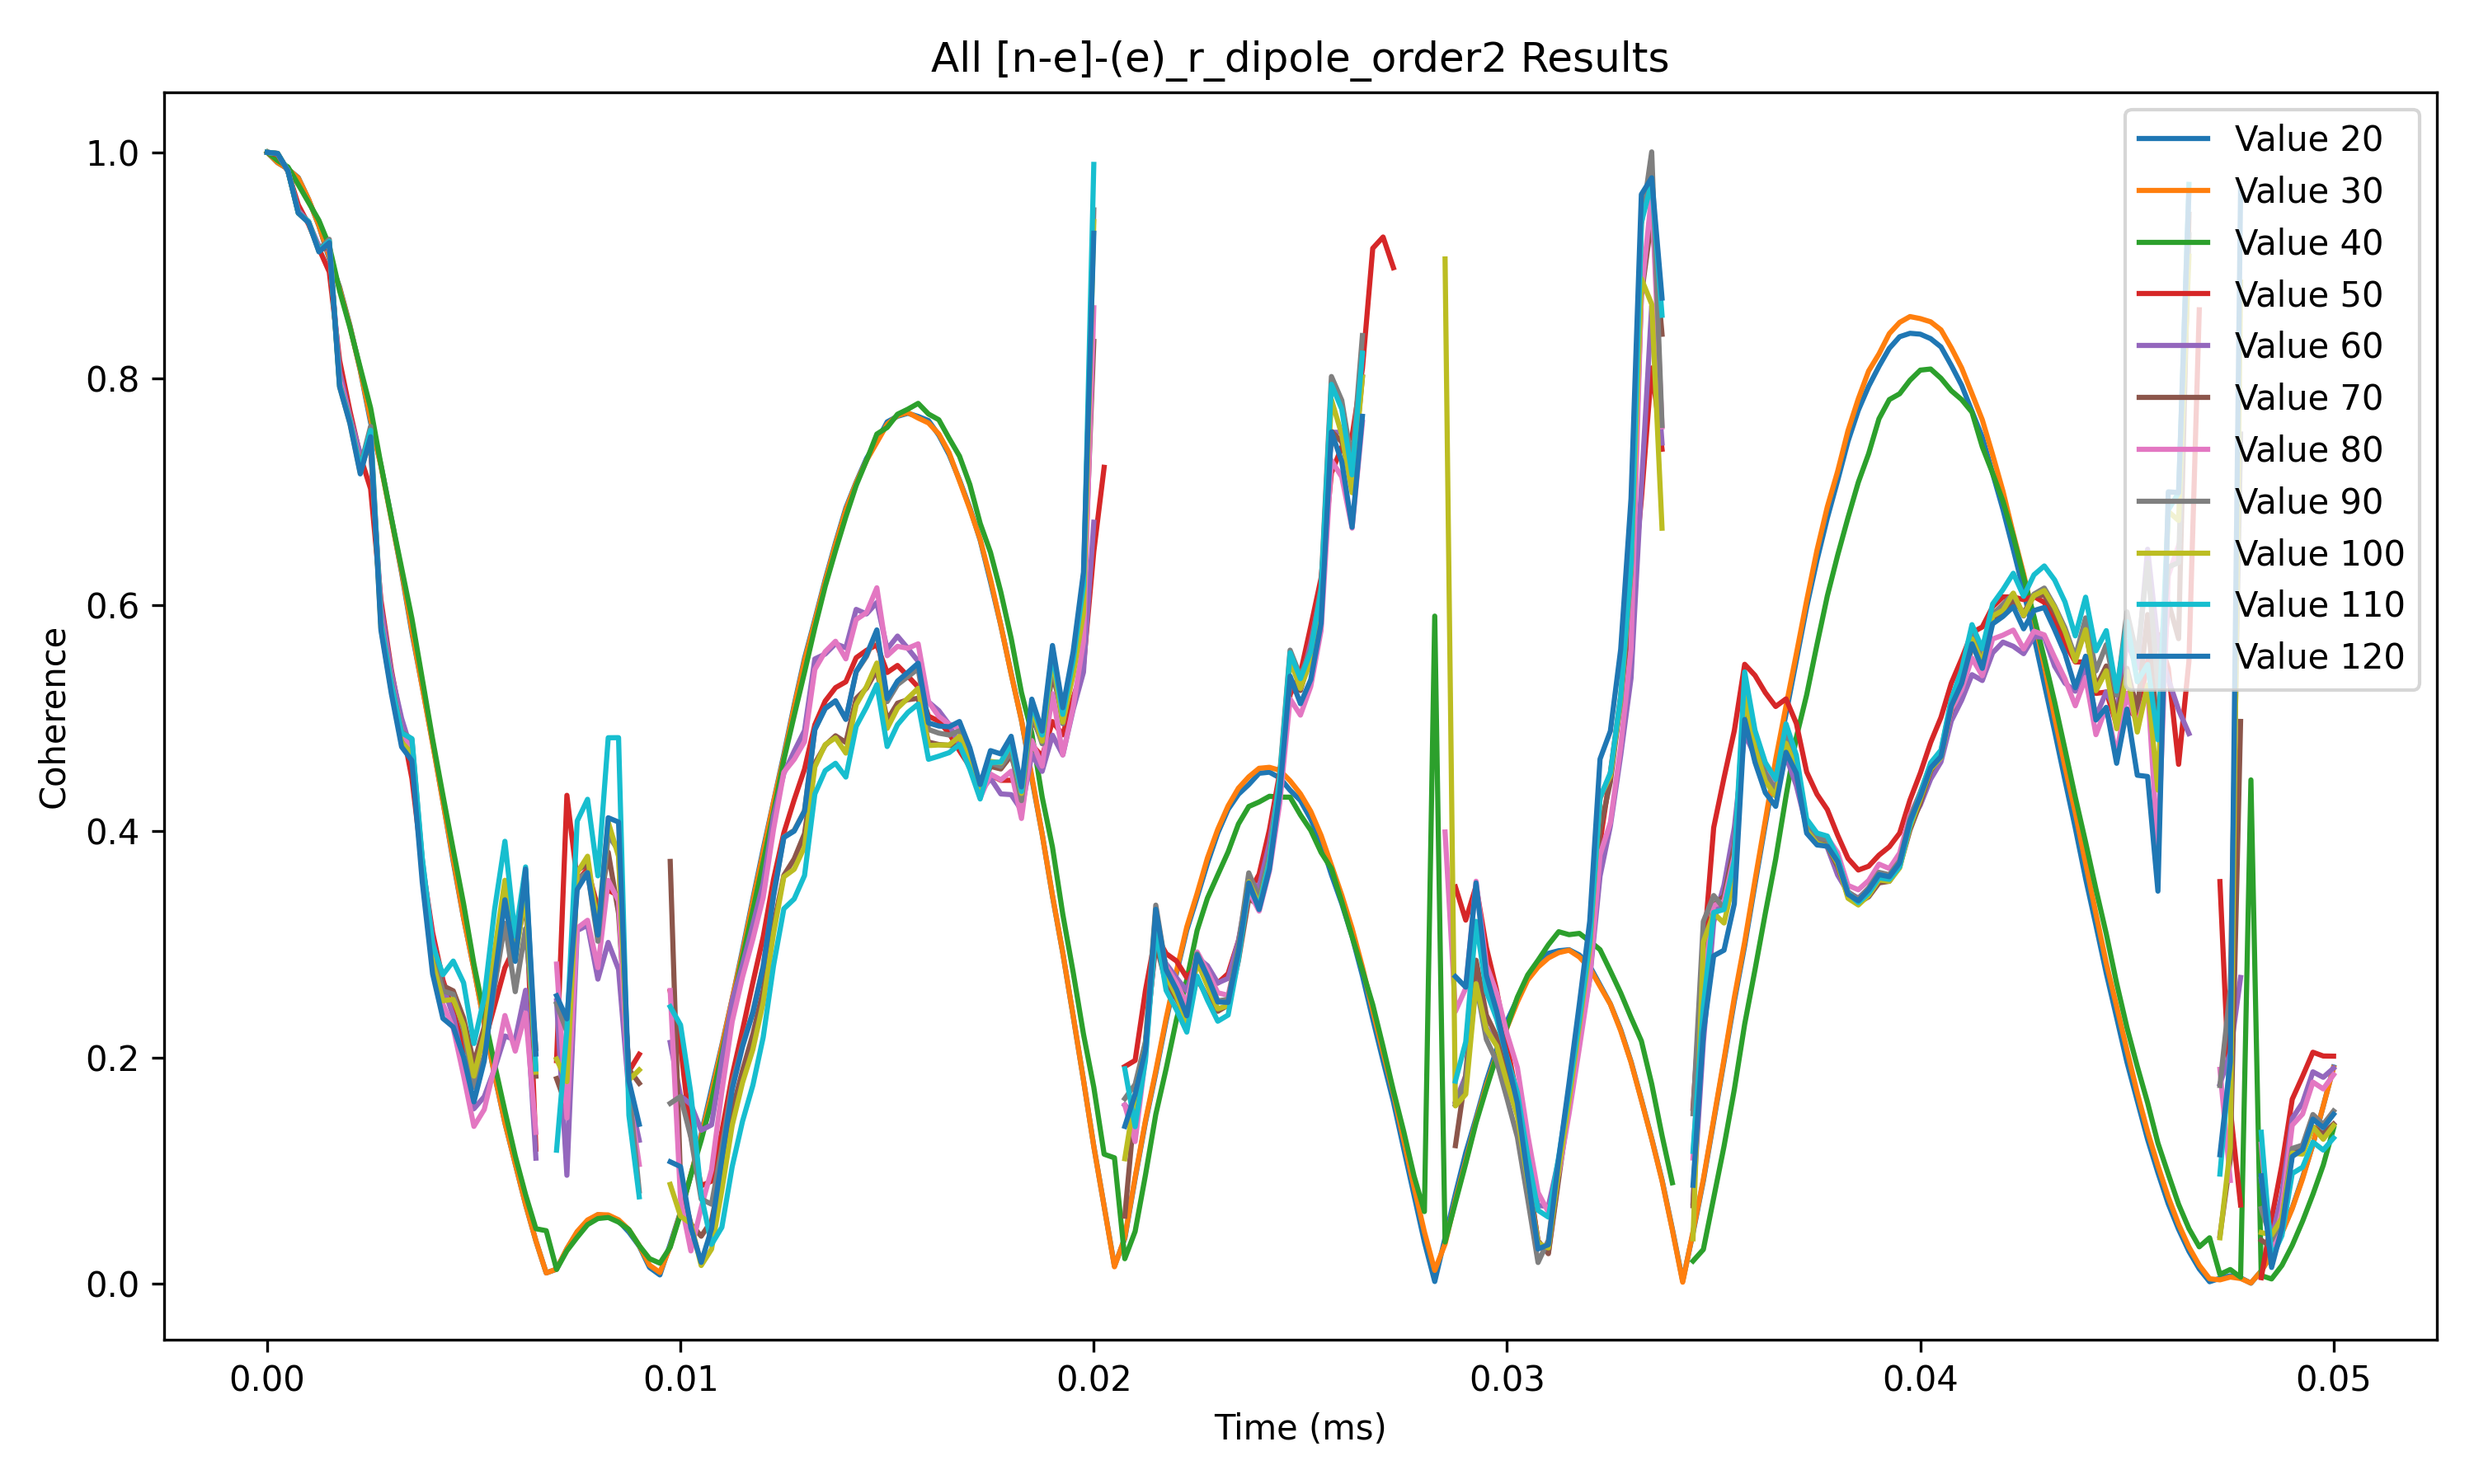 All [n-e]-(e)_r_dipole_order2 Results
Coherence
1.0
0.8
0.6
0.4
0.2
0.0
0.00
0.01
0.02
0.03
0.04
0.05
Time (ms)
Value 20
Value 30
Value 40
Value 50
Value 60
Value 70
Value 80
Value 90
Value 100
Value 110
Value 120